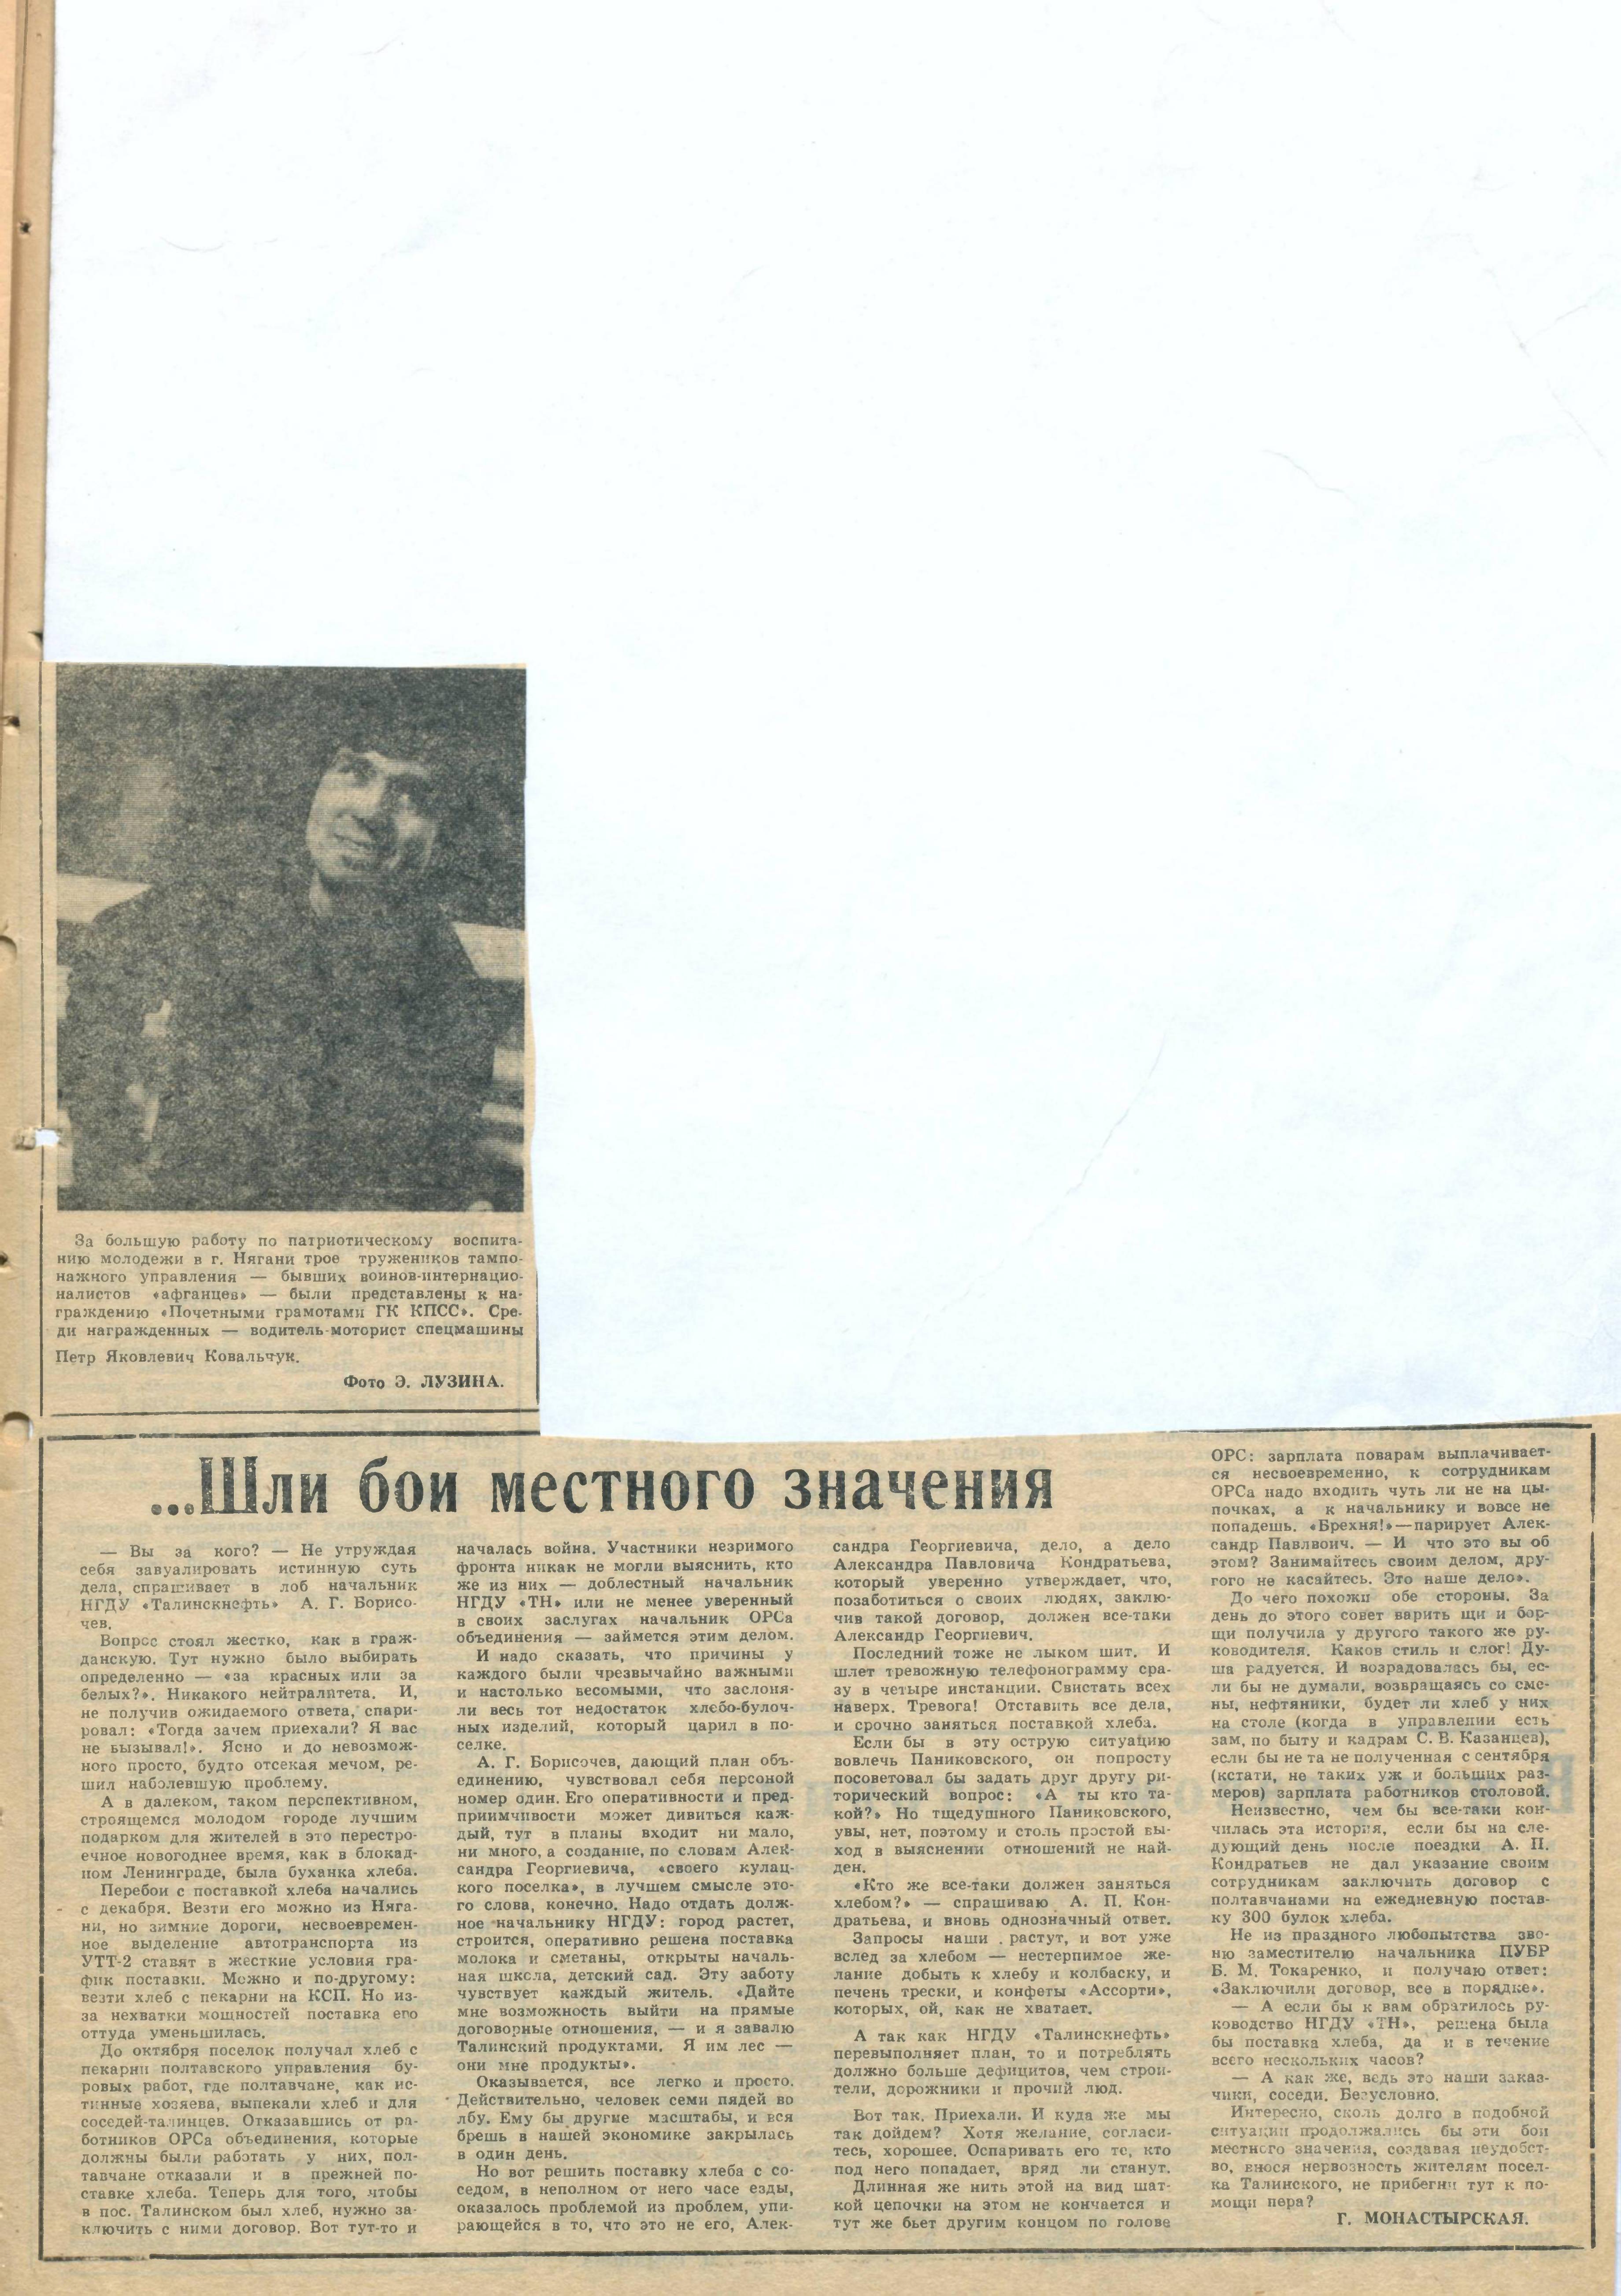 За большую работу по патриотическому воспита-
нию молодежи в г. Нягани трое тружеников тампо-
нажного управления — бывших воинов-интернацио-
налистов «афганцев» — были представлены к на-
граждению «Почетными грамотами ГК КПСС». Сре-
ди награжденных — водитель-моторист спецмашины
Петр Яковлевич Ковальчук.
Фото Э. ЛУЗИНА.
...Шли бои местного значения
— Вы за кого? — Не утруждая
себя завуалировать истинную суть
дела, спрашивает в лоб начальник
НГДУ «Талинскнефть» А. Г. Борисо-
чев.
Вопрос стоял жестко, как в граж-
данскую. Тут нужно было выбирать
определенно — «за красных или за
белых?». Никакого нейтралитета. И,
не получив ожидаемого ответа, спари-
ровал: «Тогда зачем приехали? Я вас
не вызывал!». Ясно и до невозмож-
ного просто, будто отсекая мечом, ре-
шил наболевшую проблему.
А в далеком, таком перспективном,
строящемся молодом городе лучшим
подарком для жителей в это перестро-
ечное новогоднее время, как в блокад-
ном Ленинграде, была буханка хлеба.
Перебои с поставкой хлеба начались
с декабря. Везти его можно из Няга-
ни, но зимние дороги, несвоевремен-
ное выделение автотранспорта из
УТТ-2 ставят в жесткие условия гра-
фик поставки. Можно и по-другому:
везти хлеб с пекарни на КСП. Но из-
за нехватки мощностей поставка его
оттуда уменьшилась.
До октября поселок получал хлеб с
пекарни полтавского управления бу-
ровых работ, где полтавчане, как ис-
тинные хозяева, выпекали хлеб и для
соседей-талинцев. Отказавшись от ра-
ботников ОРСа объединения, которые
должны были работать у них, пол-
тавчане отказали и в прежней по-
ставке хлеба. Теперь для того, чтобы
в пос. Талинском был хлеб, нужно за-
ключить с ними договор. Вот тут-то и
началась война. Участники незримого
фронта никак не могли выяснить, кто
же из них — доблестный начальник
НГДУ «ТН» или не менее уверенный
в своих заслугах начальник ОРСа
объединения — займется этим делом.
И надо сказать, что причины у
каждого были чрезвычайно важными
и настолько весомыми, что заслоня-
ли весь тот недостаток хлебо-булоч-
ных изделий, который царил в по-
селке.
А. Г. Борисочев, дающий план объ-
единению, чувствовал себя персоной
номер один. Его оперативности и пред-
приимчивости может дивиться каж-
дый, тут в планы входит ни мало,
ни много, а создание, по словам Алек-
сандра Георгиевича, «своего кулац-
кого поселка», в лучшем смысле это-
го слова, конечно. Надо отдать долж-
ное начальнику НГДУ: город растет,
строится, оперативно решена поставка
молока и сметаны, открыты началь-
ная школа, детский сад. Эту заботу
чувствует каждый житель. «Дайте
мне возможность выйти на прямые
договорные отношения, — и я завалю
Талинский продуктами. Я им лес —
они мне продукты».
Оказывается, все легко и просто.
Действительно, человек семи пядей во
лбу. Ему бы другие масштабы, и вся
брешь в нашей экономике закрылась
в один день.
Но вот решить поставку хлеба с со-
седом, в неполном от него часе езды,
оказалось проблемой из проблем, упи-
рающейся в то, что это не его, Алек-
сандра Георгиевича, дело, а дело
Александра Павловича Кондратьева,
который уверенно утверждает, что,
позаботиться о своих людях, заклю-
чив такой договор, должен все-таки
Александр Георгиевич.
Последний тоже не лыком шит. И
шлет тревожную телефонограмму сра-
зу в четыре инстанции. Свистать всех
наверх. Тревога! Отставить все дела,
и срочно заняться поставкой хлеба.
Если бы в эту острую ситуацию
вовлечь Паниковского, он попросту
посоветовал бы задать друг другу ри-
торический вопрос: «А ты кто та-
кой?» Но тщедушного Паниковского,
увы, нет, поэтому и столь простой вы-
ход в выяснении отношений не най-
ден.
«Кто же все-таки должен заняться
хлебом?» — спрашиваю А. П. Кон-
дратьева, и вновь однозначный ответ.
Запросы наши . растут, и вот уже
вслед за хлебом — нестерпимое же-
лание добыть к хлебу и колбаску, и
печень трески, и конфеты «Ассорти»,
которых, ой, как не хватает.
А так как НГДУ «Талинскнефть»
перевыполняет план, то и потреблять
должно больше дефицитов, чем строи-
тели, дорожники и прочий люд.
Вот так. Приехали. И куда же мы
так дойдем? Хотя желание, согласи-
тесь, хорошее. Оспаривать его те, кто
под него попадает, вряд ли станут.
Длинная же нить этой на вид шат-
кой цепочки на этом не кончается и
тут же бьет другим концом по голове
ОРС: зарплата поварам выплачивает-
ся несвоевременно, к сотрудникам
ОРСа надо входить чуть ли не на цы-
почках, а к начальнику и вовсе не
попадешь. «Брехня!»—парирует Алек-
сандр Павлвоич. — И что это вы об
этом? Занимайтесь своим делом, дру-
гого не касайтесь. Это наше дело».
До чего похожи обе стороны. За
день до этого совет варить щи и бор-
щи получила у другого такого же ру-
ководителя. Каков стиль и слог! Ду-
ша радуется. И возрадовалась бы, ес-
ли бы не думали, возвращаясь со сме-
ны, нефтяники, будет ли хлеб у них
на столе (когда в управлении есть
зам, по быту и кадрам С. В. Казанцев),
если бы не та не полученная с сентября
(кстати, не таких уж и больших раз-
меров) зарплата работников столовой.
Неизвестно, чем бы все-таки кон-
чилась эта история, если бы на сле-
дующий день после поездки А. П.
Кондратьев не дал указание своим
сотрудникам заключить договор с
полтавчанами на ежедневную постав-
ку 300 булок хлеба.
Не из праздного любопытства зво-
ню заместителю начальника ПУБР
Б. М. Токаренко, и получаю ответ:
«Заключили договор, все в порядке».
— А если бы к вам обратилось ру-
ководство НГДУ «ТН», решена была
бы поставка хлеба, да и в течение
всего нескольких часов?
— А как же, ведь это наши заказ-
чики, соседи. Безусловно.
Интересно, сколь долго в подобной
ситуации продолжались бы эти бои
местного значения, создавая неудобст-
во, внося нервозность жителям посел-
ка Талинского, не прибегни тут к по-
мощи пера?
Г. МОНАСТЫРСКАЯ.